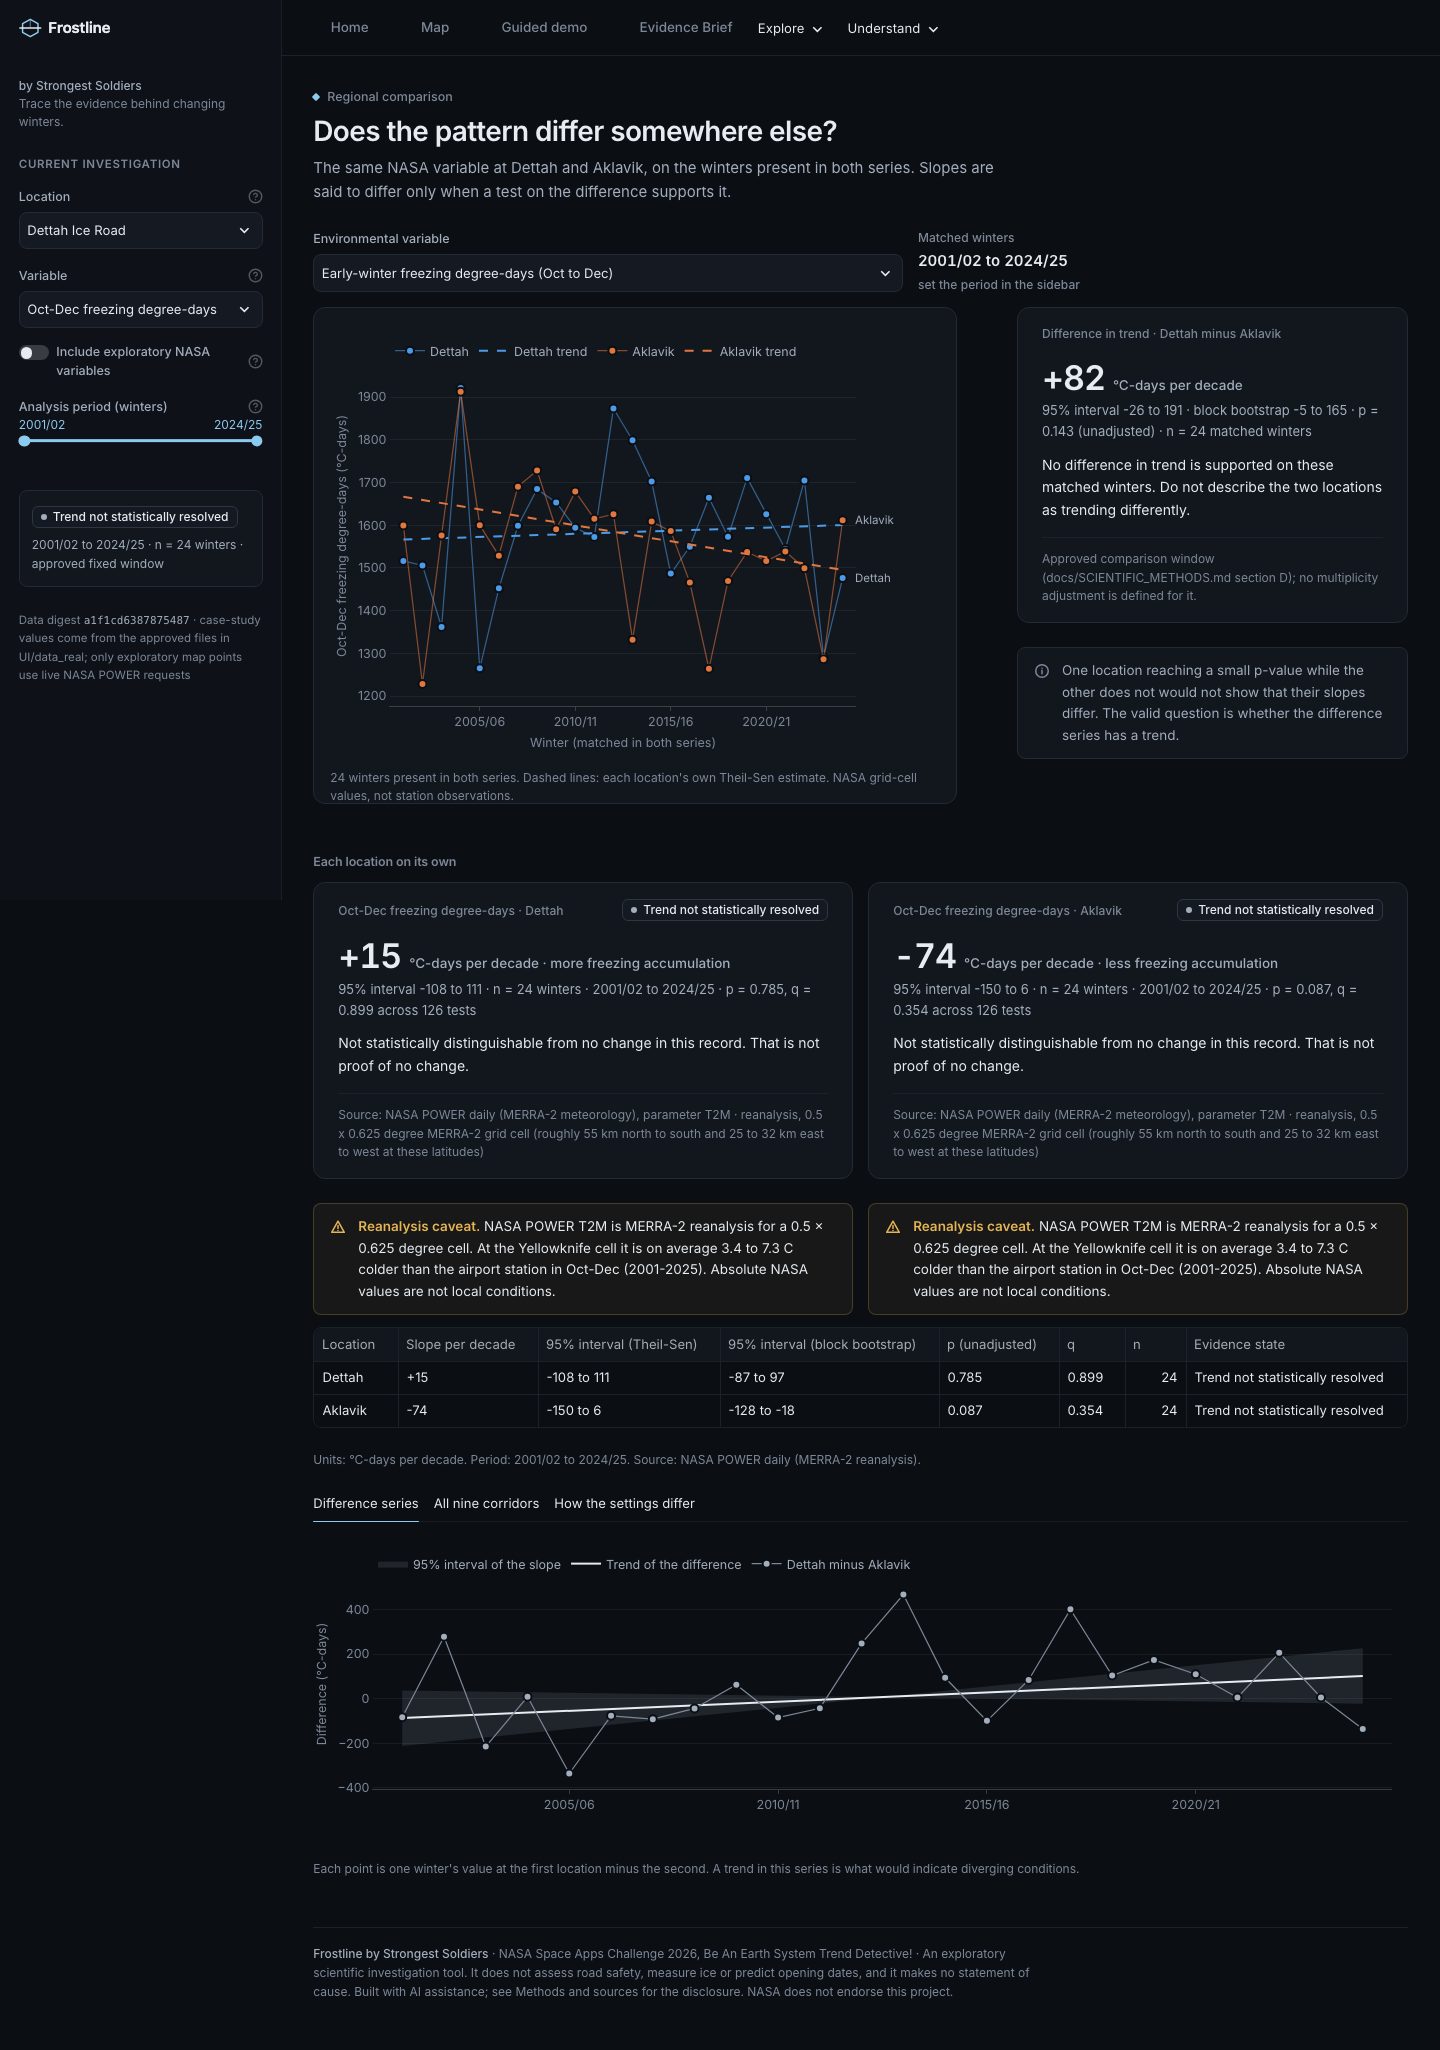 Frostline
by Strongest Soldiers
Trace the evidence behind changing
winters.
CURRENT INVESTIGATION
Location
Dettah Ice Road
Variable
Oct-Dec freezing degree-days
Include exploratory NASA
variables
Analysis period (winters)
2001/02 2024/25
Trend not statistically resolved
2001/02 to 2024/25 · n = 24 winters ·
approved fixed window
Data digest a1f1cd6387875487 · case-study
values come from the approved files in
UI/data_real; only exploratory map points
use live NASA POWER requests
Home Map Guided demo Evidence Brief Explore Understand
Regional comparison
Does the pattern differ somewhere else?
The same NASA variable at Dettah and Aklavik, on the winters present in both series. Slopes are
said to differ only when a test on the difference supports it.
Environmental variable
Early-winter freezing degree-days (Oct to Dec)
Matched winters
2001/02 to 2024/25
set the period in the sidebar
Dettah Dettah trend Aklavik Aklavik trend
Oct-Dec freezing degree-days (°C-days)
1900
1800
1700
1600
1500
1400
1300
1200
Aklavik
Dettah
2005/06 2010/11 2015/16 2020/21
Winter (matched in both series)
24 winters present in both series. Dashed lines: each location's own Theil-Sen estimate. NASA grid-cell
values, not station observations.
Difference in trend · Dettah minus Aklavik
+82 °C-days per decade
95% interval -26 to 191 · block bootstrap -5 to 165 · p =
0.143 (unadjusted) · n = 24 matched winters
No difference in trend is supported on these
matched winters. Do not describe the two locations
as trending differently.
Approved comparison window
(docs/SCIENTIFIC_METHODS.md section D); no multiplicity
adjustment is defined for it.
One location reaching a small p-value while the
other does not would not show that their slopes
differ. The valid question is whether the difference
series has a trend.
Each location on its own
Oct-Dec freezing degree-days · Dettah
Trend not statistically resolved
+15 °C-days per decade · more freezing accumulation
95% interval -108 to 111 · n = 24 winters · 2001/02 to 2024/25 · p = 0.785, q =
0.899 across 126 tests
Not statistically distinguishable from no change in this record. That is not
proof of no change.
Source: NASA POWER daily (MERRA-2 meteorology), parameter T2M · reanalysis, 0.5
x 0.625 degree MERRA-2 grid cell (roughly 55 km north to south and 25 to 32 km east
to west at these latitudes)
Oct-Dec freezing degree-days · Aklavik
Trend not statistically resolved
-74 °C-days per decade · less freezing accumulation
95% interval -150 to 6 · n = 24 winters · 2001/02 to 2024/25 · p = 0.087, q =
0.354 across 126 tests
Not statistically distinguishable from no change in this record. That is not
proof of no change.
Source: NASA POWER daily (MERRA-2 meteorology), parameter T2M · reanalysis, 0.5
x 0.625 degree MERRA-2 grid cell (roughly 55 km north to south and 25 to 32 km east
to west at these latitudes)
Reanalysis caveat. NASA POWER T2M is MERRA-2 reanalysis for a 0.5 ×
0.625 degree cell. At the Yellowknife cell it is on average 3.4 to 7.3 C
colder than the airport station in Oct-Dec (2001-2025). Absolute NASA
values are not local conditions.
Reanalysis caveat. NASA POWER T2M is MERRA-2 reanalysis for a 0.5 ×
0.625 degree cell. At the Yellowknife cell it is on average 3.4 to 7.3 C
colder than the airport station in Oct-Dec (2001-2025). Absolute NASA
values are not local conditions.
Location Slope per decade 95% interval (Theil-Sen) 95% interval (block bootstrap) p (unadjusted) q n Evidence state
Dettah +15 -108 to 111 -87 to 97 0.785 0.899 24 Trend not statistically resolved
Aklavik -74 -150 to 6 -128 to -18 0.087 0.354 24 Trend not statistically resolved
Units: °C-days per decade. Period: 2001/02 to 2024/25. Source: NASA POWER daily (MERRA-2 reanalysis).
Difference series All nine corridors How the settings differ
95% interval of the slope Trend of the difference Dettah minus Aklavik
Difference (°C-days)
400
200
0
−200
−400
2005/06 2010/11 2015/16 2020/21
Each point is one winter's value at the first location minus the second. A trend in this series is what would indicate diverging conditions.
Frostline by Strongest Soldiers · NASA Space Apps Challenge 2026, Be An Earth System Trend Detective! · An exploratory
scientific investigation tool. It does not assess road safety, measure ice or predict opening dates, and it makes no statement of
cause. Built with AI assistance; see Methods and sources for the disclosure. NASA does not endorse this project.